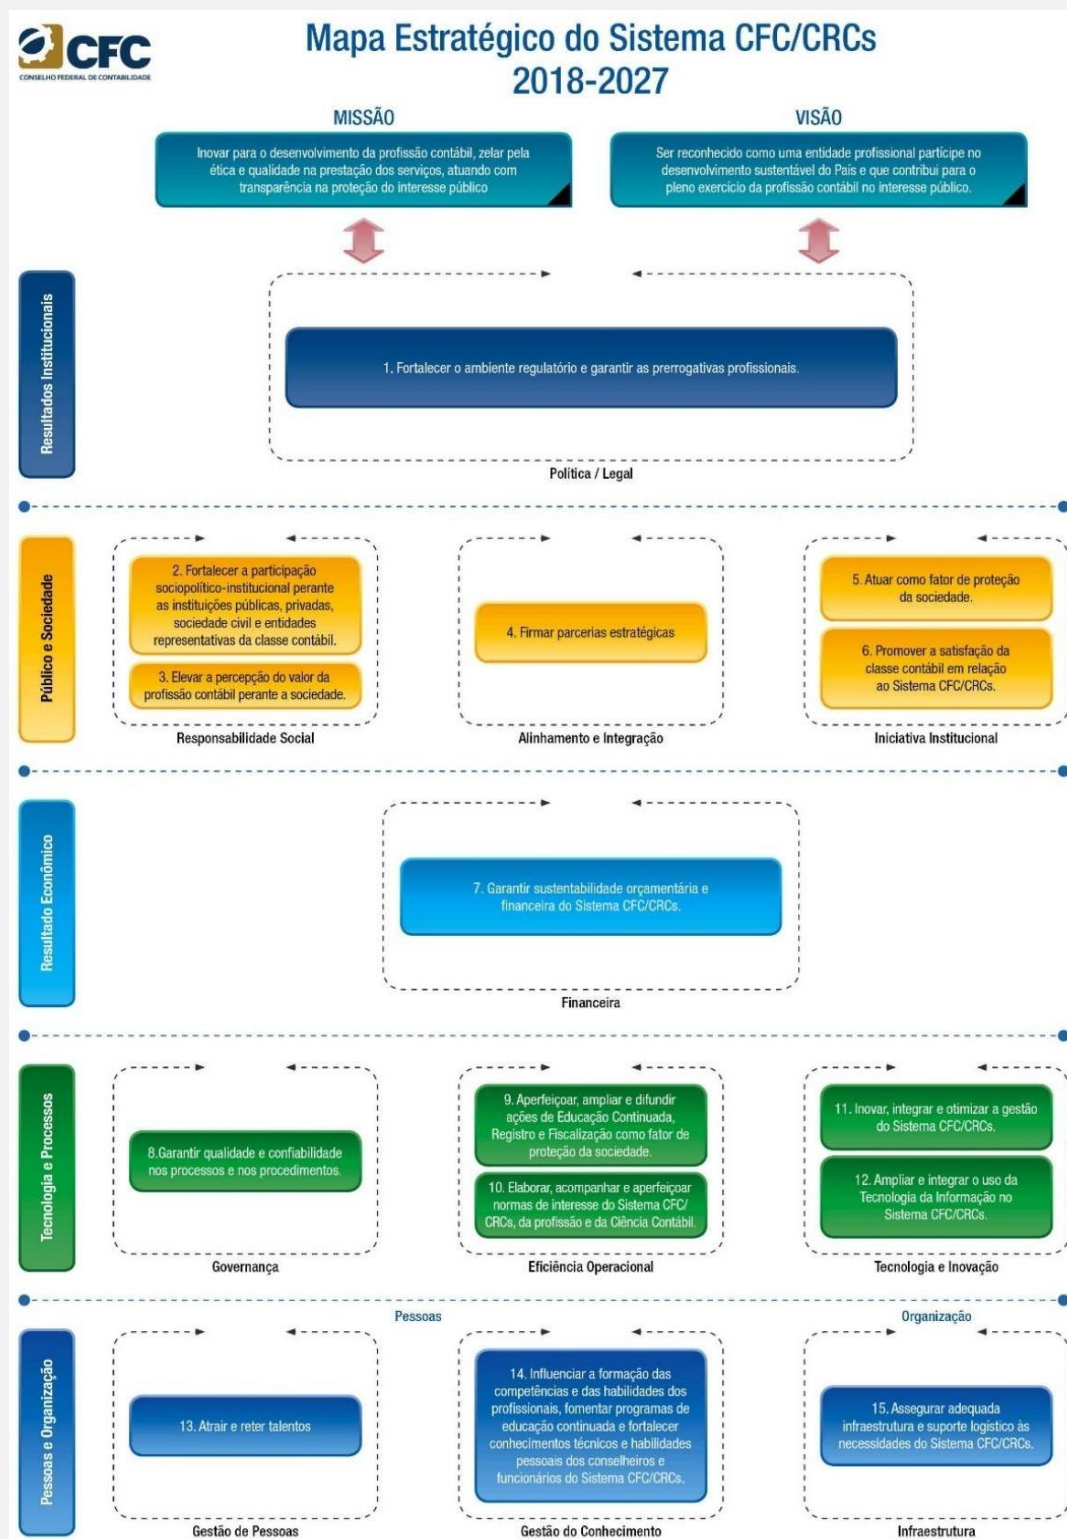 CFC
CONSELHO FEDERAL DE CONTABILIDADE
Mapa Estratégico do Sistema CFC/CRCs
2018-2027
MISSÃO
Inovar para o desenvolvimento da profissão contábil, zelar pela
ética e qualidade na prestação dos serviços, atuando com
transparência na proteção do interesse público
VISÃO
Ser reconhecido como uma entidade profissional partícipe no
desenvolvimento sustentável do País e que contribui para o
pleno exercício da profissão contábil no interesse público.
Resultados Institucionais
1. Fortalecer o ambiente regulatório e garantir as prerrogativas profissionais.
Política / Legal
Público e Sociedade
2. Fortalecer a participação
sociopolítico-institucional perante
as instituições públicas, privadas,
sociedade civil e entidades
representativas da classe contábil.
3. Elevar a percepção do valor da
profissão contábil perante a sociedade.
Responsabilidade Social
4. Firmar parcerias estratégicas
Alinhamento e Integração
5. Atuar como fator de proteção
da sociedade.
6. Promover a satisfação da
classe contábil em relação
ao Sistema CFC/CRCs.
Iniciativa Institucional
Resultado Econômico
7. Garantir sustentabilidade orçamentária e
financeira do Sistema CFC/CRCs.
Financeira
Tecnologia e Processos
8.Garantir qualidade e confiabilidade
nos processos e nos procedimentos.
Governança
9. Aperfeiçoar, ampliar e difundir
ações de Educação Continuada,
Registro e Fiscalização como fator de
proteção da sociedade.
10. Elaborar, acompanhar e aperfeiçoar
normas de interesse do Sistema CFC/
CRCs, da profissão e da Ciência Contábil.
Eficiência Operacional
11. Inovar, integrar e otimizar a gestão
do Sistema CFC/CRCs.
12. Ampliar e integrar o uso da
Tecnologia da Informação no
Sistema CFC/CRCs.
Tecnologia e Inovação
Pessoas
Organização
Pessoas e Organização
13. Atrair e reter talentos
Gestão de Pessoas
14. Influenciar a formação das
competências e das habilidades dos
profissionais, fomentar programas de
educação continuada e fortalecer
conhecimentos técnicos e habilidades
pessoais dos conselheiros e
funcionários do Sistema CFC/CRCs.
Gestão do Conhecimento
15. Assegurar adequada
infraestrutura e suporte logístico às
necessidades do Sistema CFC/CRCs.
Infraestrutura